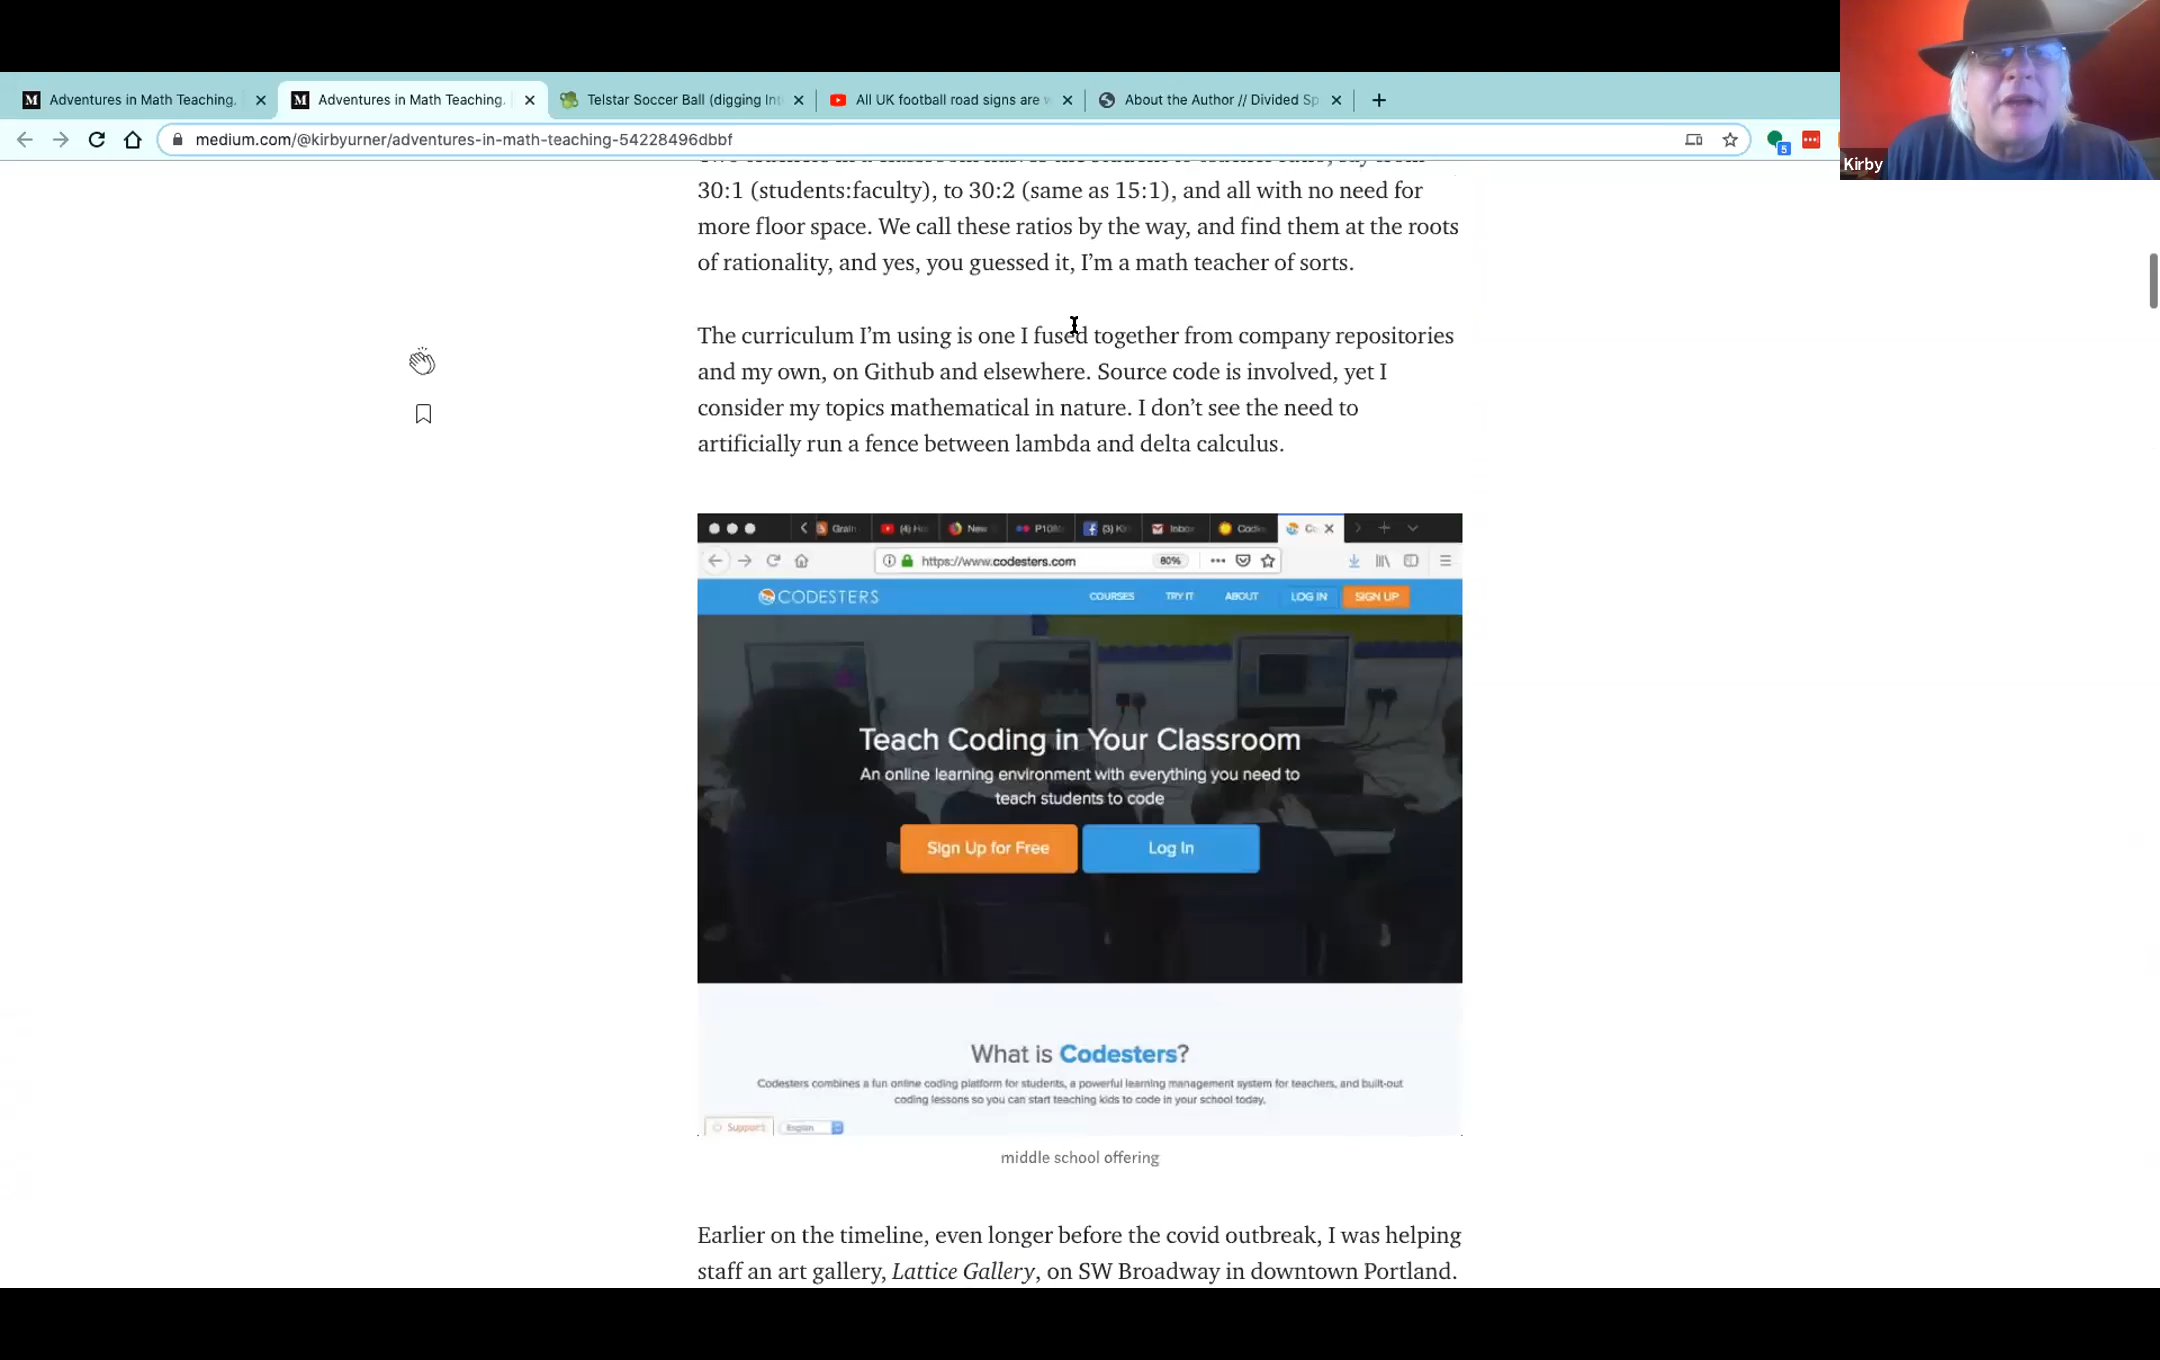 Adventures in Math Teaching.
Adventures in Math Teaching.
Telstar Soccer Ball (digging Int
All UK football road signs are w
About the Author // Divided Sp
medium.com/@kirbyurner/adventures-in-math-teaching-54228496dbbf
5
Kirby
30:1 (students:faculty), to 30:2 (same as 15:1), and all with no need for
more floor space. We call these ratios by the way, and find them at the roots
of rationality, and yes, you guessed it, I’m a math teacher of sorts.
The curriculum I’m using is one I fused together from company repositories
and my own, on Github and elsewhere. Source code is involved, yet I
consider my topics mathematical in nature. I don’t see the need to
artificially run a fence between lambda and delta calculus.
Grain
New
Inbox
https://www.codesters.com
80%
CODESTERS
COURSES TRY IT ABOUT LOG IN SIGN UP
Teach Coding in Your Classroom
An online learning environment with everything you need to
teach students to code
Sign Up for Free
Log In
What is Codesters?
Codesters combines a fun online coding platform for students, a powerful learning management system for teachers, and built-out
coding lessons so you can start teaching kids to code in your school today.
Support
English
middle school offering
Earlier on the timeline, even longer before the covid outbreak, I was helping
staff an art gallery, Lattice Gallery, on SW Broadway in downtown Portland.